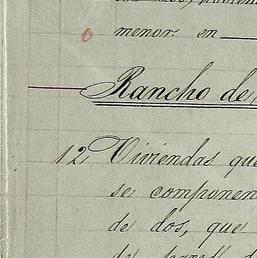 menor. en
Rancho de
12 Viviendas que
se componen
de dos, que